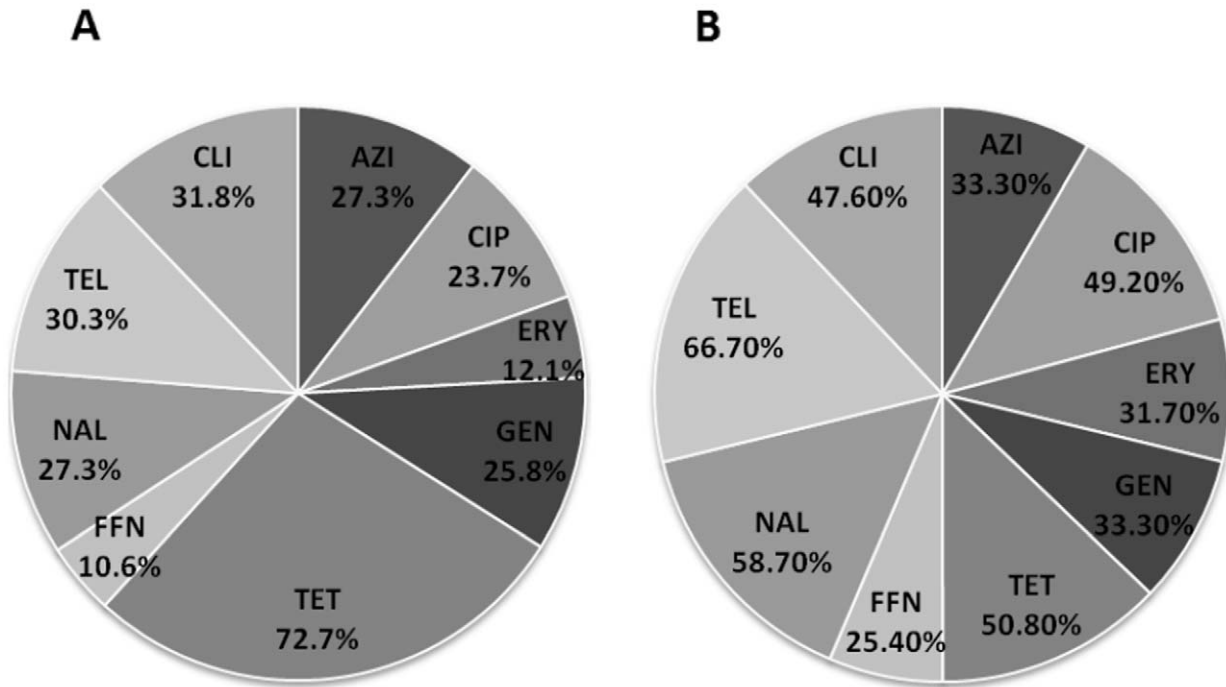 A
AZI
27.3%
CIP
23.7%
ERY
12.1%
GEN
25.8%
TET
72.7%
FFN
10.6%
NAL
27.3%
TEL
30.3%
CLI
31.8%
B
AZI
33.30%
CIP
49.20%
ERY
31.70%
GEN
33.30%
TET
50.80%
FFN
25.40%
NAL
58.70%
TEL
66.70%
CLI
47.60%